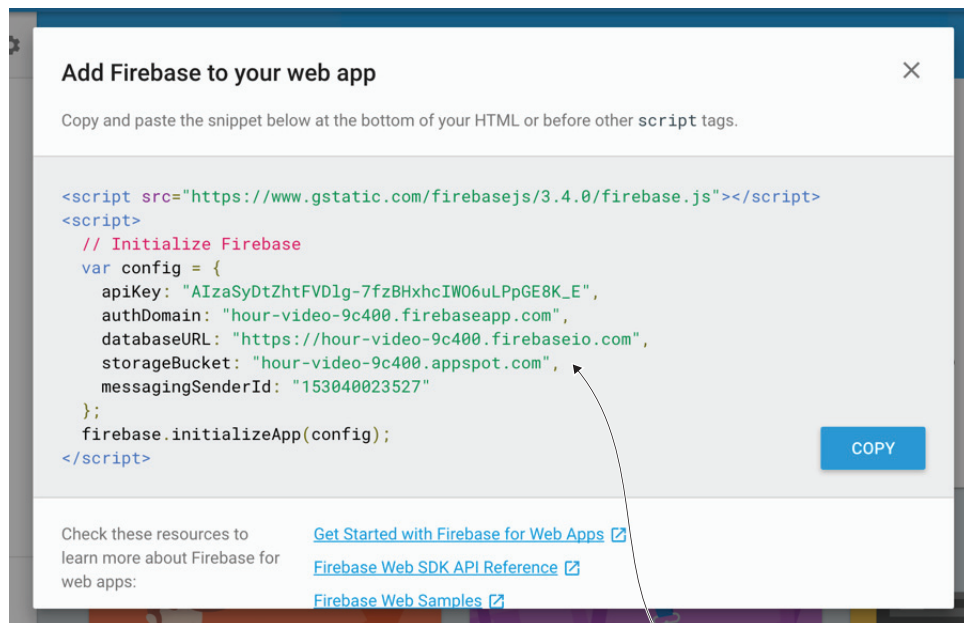 Add Firebase to your web app
Copy and paste the snippet below at the bottom of your HTML or before other script tags.
<script src="https://www.gstatic.com/firebasejs/3.4.0/firebase.js"></script>
<script>
  // Initialize Firebase
  var config = {
    apiKey: "AIzaSyDtZhtFVDlg-7fzBHxhcIWO6uLPpGE8K_E",
    authDomain: "hour-video-9c400.firebaseapp.com",
    databaseURL: "https://hour-video-9c400.firebaseio.com",
    storageBucket: "hour-video-9c400.appspot.com",
    messagingSenderId: "153040023527"
  };
  firebase.initializeApp(config);
</script>
COPY
Check these resources to
learn more about Firebase for
web apps:
Get Started with Firebase for Web Apps
Firebase Web SDK API Reference
Firebase Web Samples